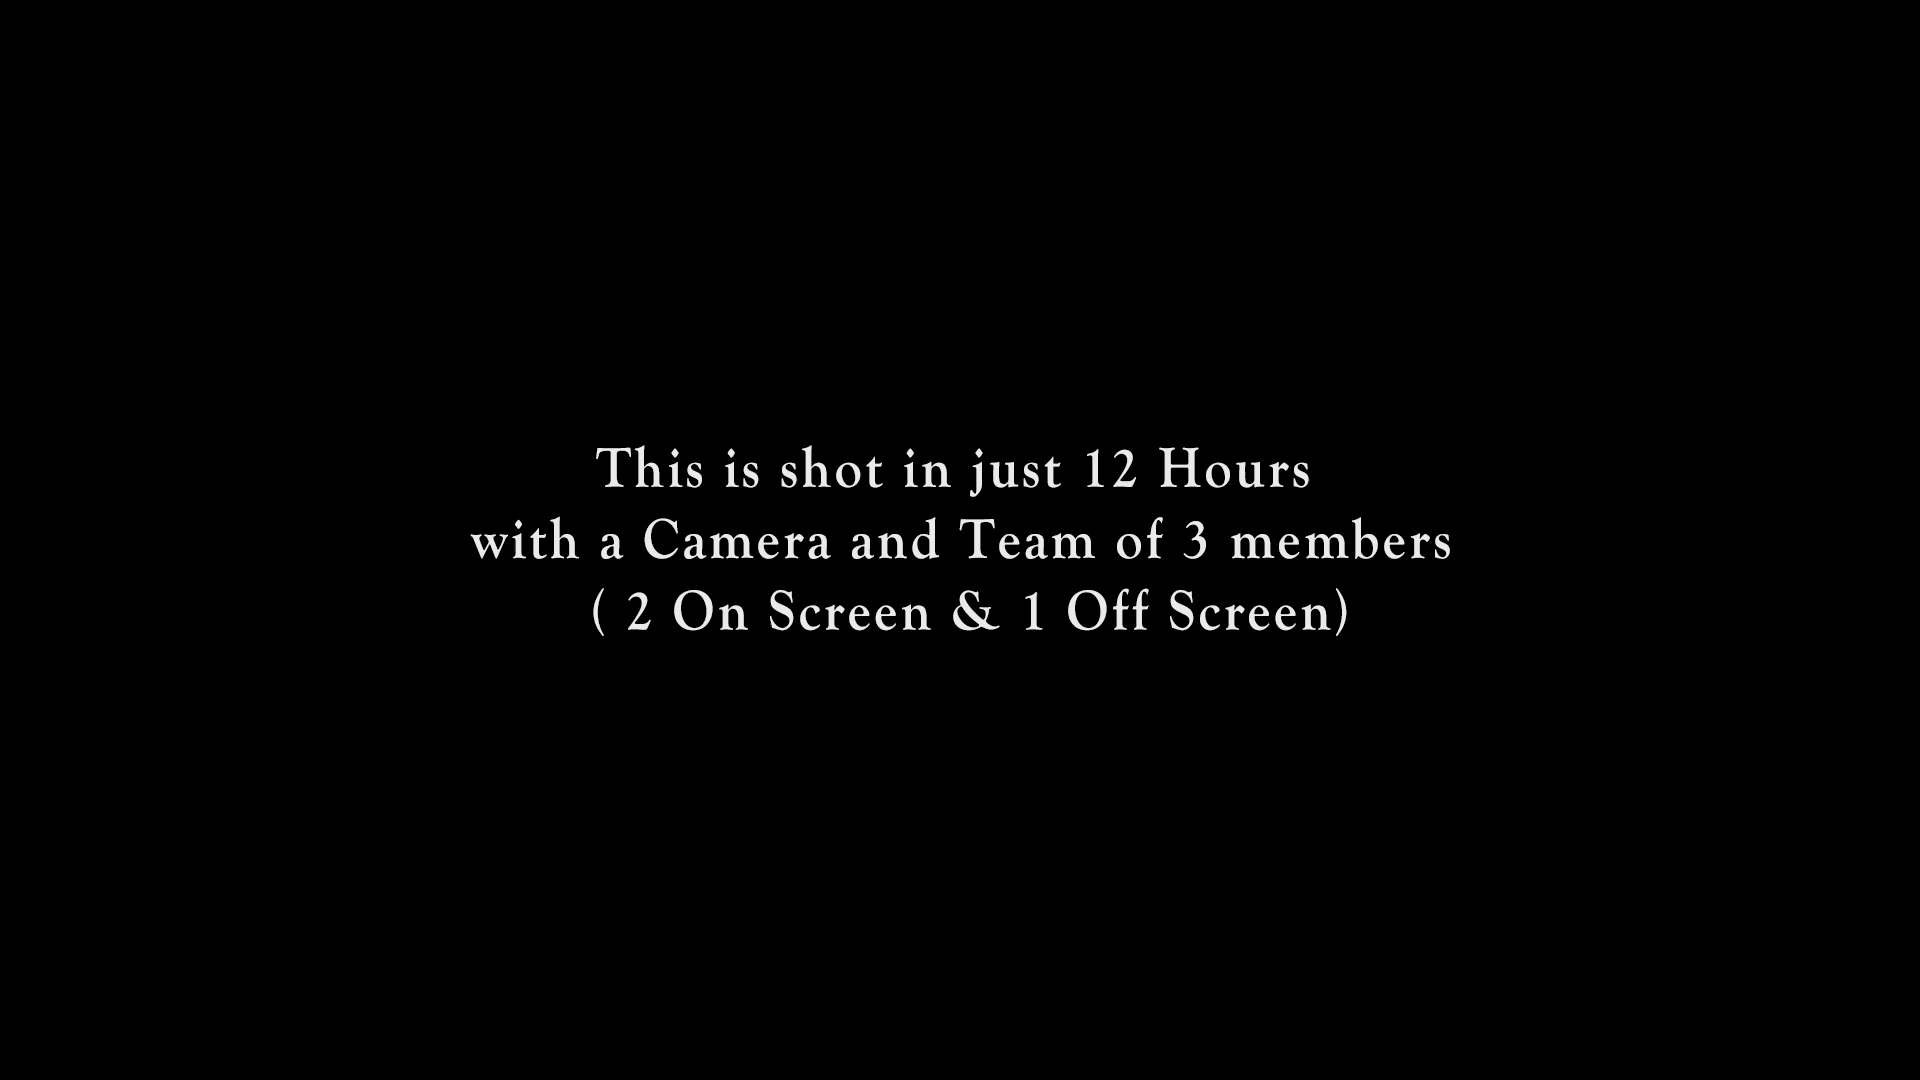 This is shot in just 12 Hours
with a Camera and Team of 3 members
( 2 On Screen & 1 Off Screen)